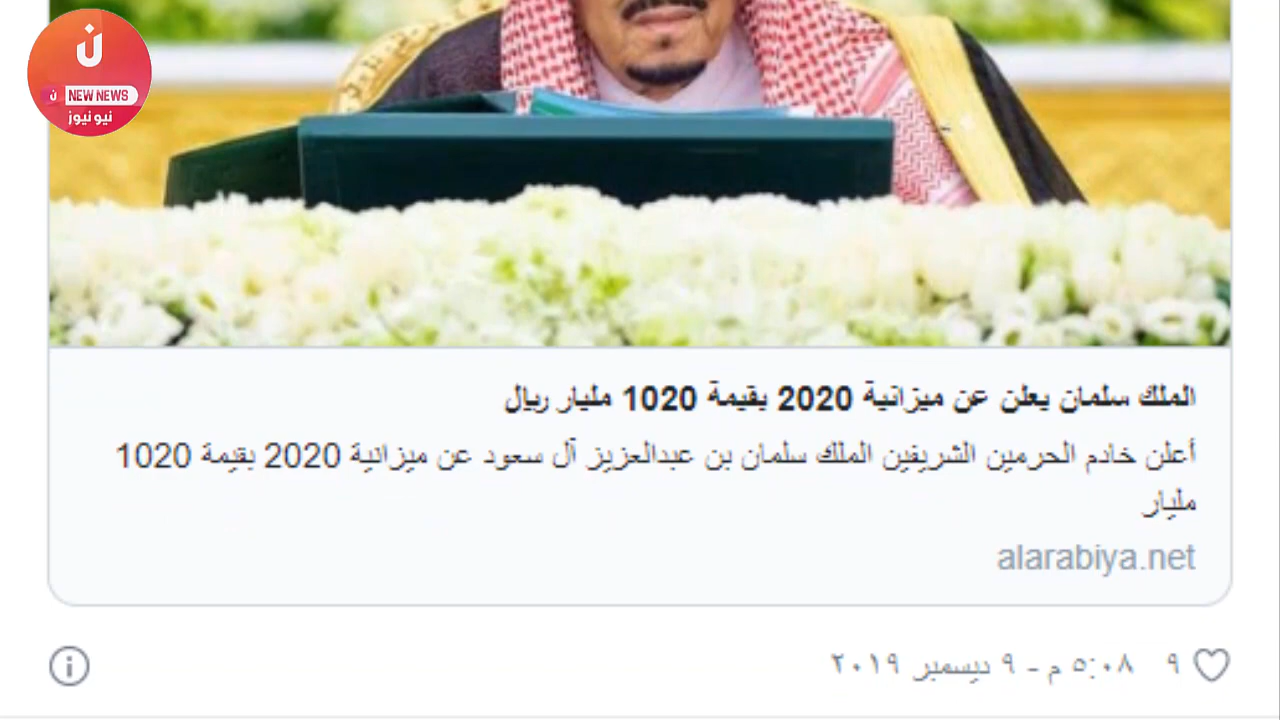 ن
ن NEW NEWS
نيو نيوز
الملك سلمان يعلن عن ميزانية 2020 بقيمة 1020 مليار ريال
أعلن خادم الحرمين الشريفين الملك سلمان بن عبدالعزيز آل سعود عن ميزانية 2020 بقيمة 1020
مليار
alarabiya.net
٩ ٥:٠٨ م - ٩ ديسمبر ٢٠١٩